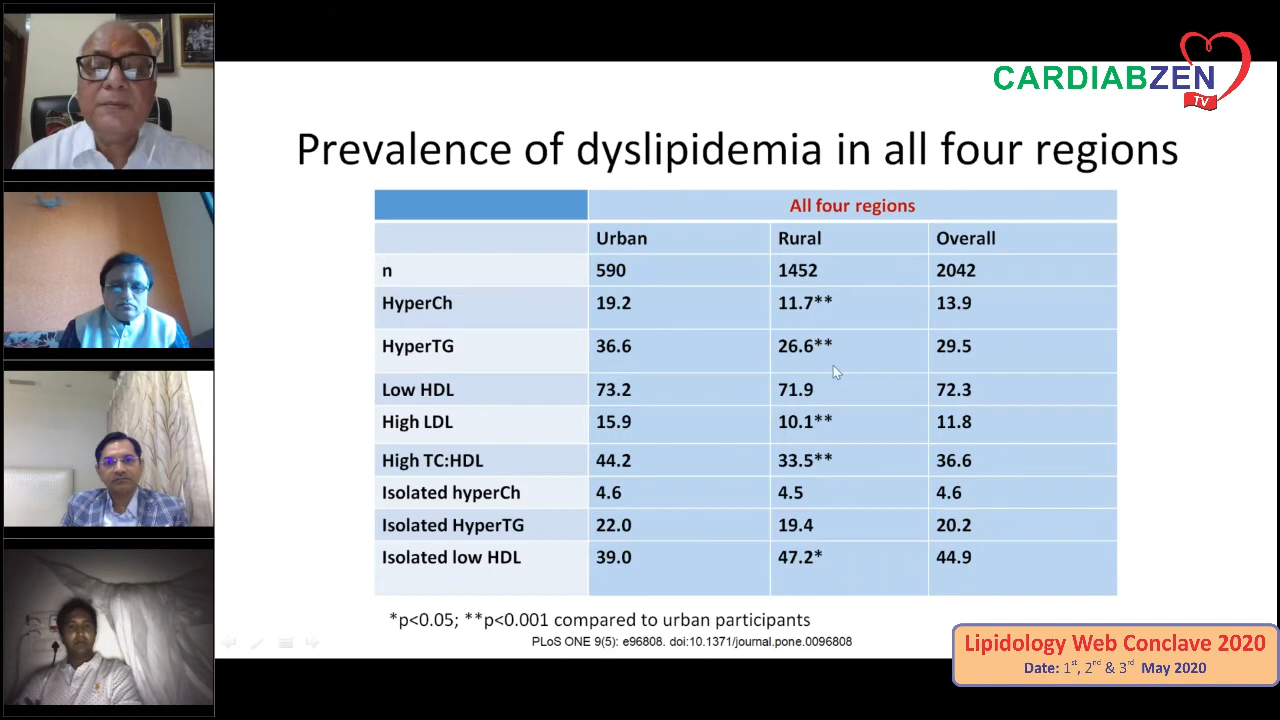 CARDIABZEN
TV
Prevalence of dyslipidemia in all four regions
All four regions
Urban Rural Overall
n 590 1452 2042
HyperCh 19.2 11.7** 13.9
HyperTG 36.6 26.6** 29.5
Low HDL 73.2 71.9 72.3
High LDL 15.9 10.1** 11.8
High TC:HDL 44.2 33.5** 36.6
Isolated hyperCh 4.6 4.5 4.6
Isolated HyperTG 22.0 19.4 20.2
Isolated low HDL 39.0 47.2* 44.9
*p<0.05; **p<0.001 compared to urban participants
PLoS ONE 9(5): e96808. doi:10.1371/journal.pone.0096808
Lipidology Web Conclave 2020
Date: 1st, 2nd & 3rd May 2020